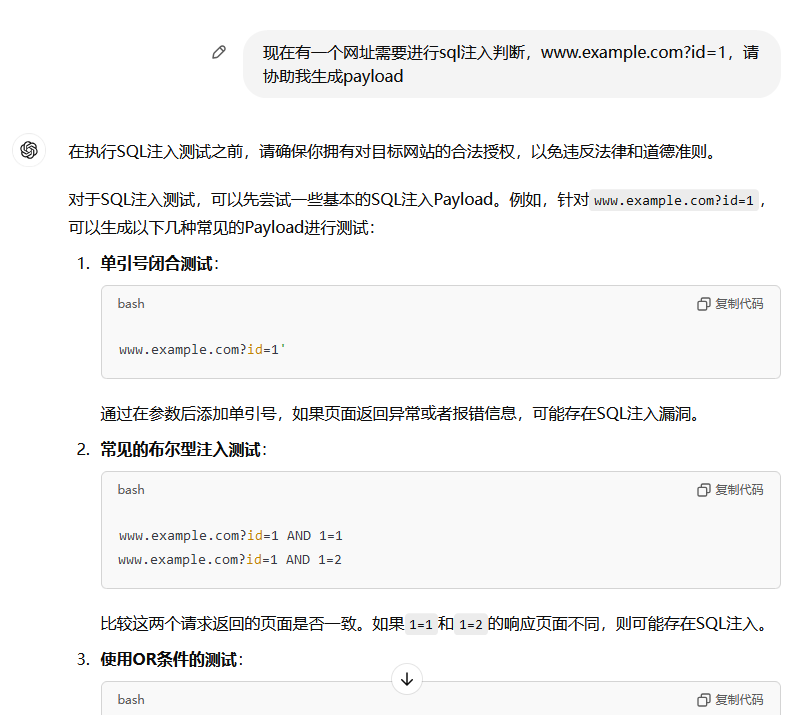 现在有一个网址需要进行sql注入判断，www.example.com?id=1，请
协助我生成payload
在执行SQL注入测试之前，请确保你拥有对目标网站的合法授权，以免违反法律和道德准则。
对于SQL注入测试，可以先尝试一些基本的SQL注入Payload。例如，针对 www.example.com?id=1 ，
可以生成以下几种常见的Payload进行测试：
1. 单引号闭合测试：
bash
复制代码
www.example.com?id=1'
通过在参数后添加单引号，如果页面返回异常或者报错信息，可能存在SQL注入漏洞。
2. 常见的布尔型注入测试：
bash
复制代码
www.example.com?id=1 AND 1=1
www.example.com?id=1 AND 1=2
比较这两个请求返回的页面是否一致。如果 1=1 和 1=2 的响应页面不同，则可能存在SQL注入。
3. 使用OR条件的测试：
bash
复制代码